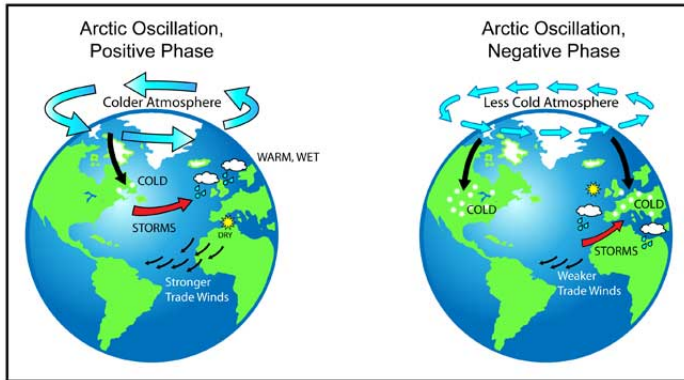 Arctic Oscillation,
Positive Phase
Colder Atmosphere
WARM, WET
COLD
STORMS
DRY
Stronger
Trade Winds
Arctic Oscillation,
Negative Phase
Less Cold Atmosphere
COLD
COLD
STORMS
Weaker
Trade Winds